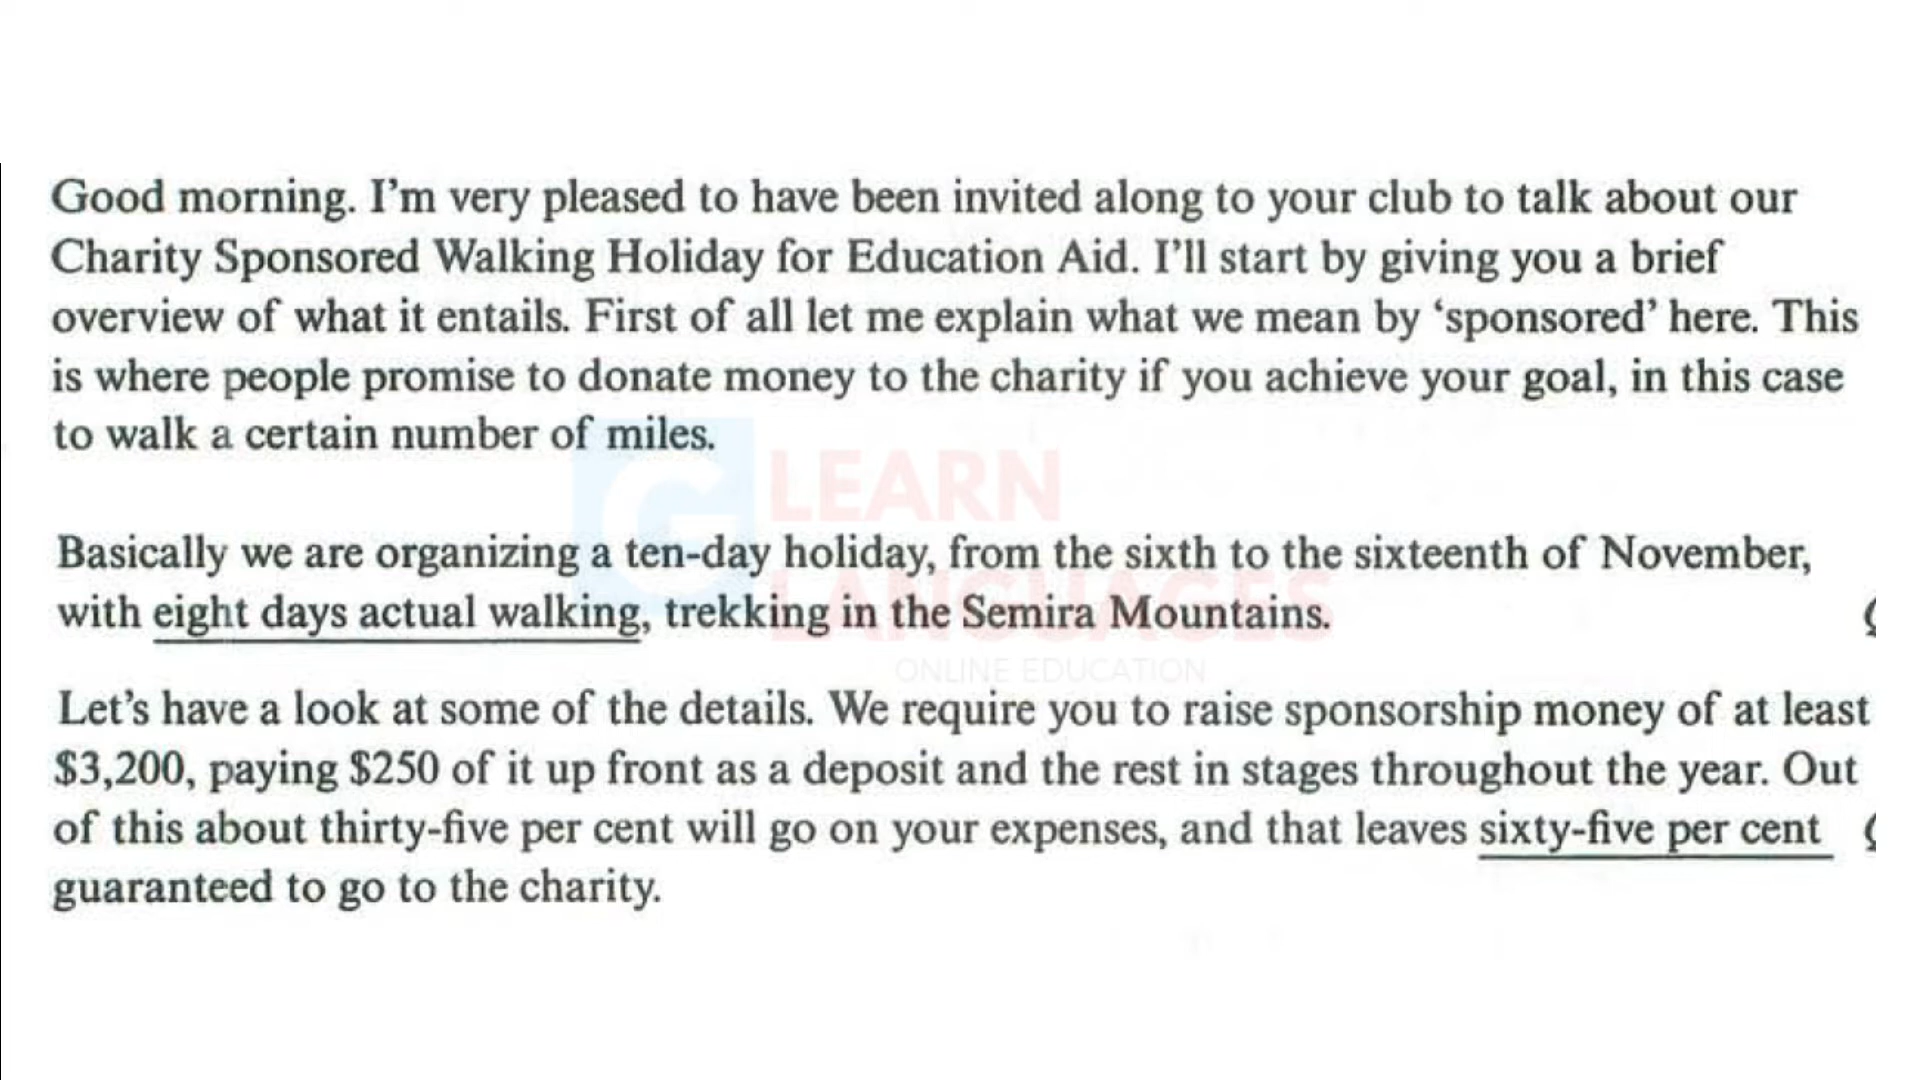 Good morning. I'm very pleased to have been invited along to your club to talk about our
Charity Sponsored Walking Holiday for Education Aid. I'll start by giving you a brief
overview of what it entails. First of all let me explain what we mean by 'sponsored' here. This
is where people promise to donate money to the charity if you achieve your goal, in this case
to walk a certain number of miles.
G LEARN
LANGUAGES
ONLINE EDUCATION
Basically we are organizing a ten-day holiday, from the sixth to the sixteenth of November,
with eight days actual walking, trekking in the Semira Mountains.
Let's have a look at some of the details. We require you to raise sponsorship money of at least
$3,200, paying $250 of it up front as a deposit and the rest in stages throughout the year. Out
of this about thirty-five per cent will go on your expenses, and that leaves sixty-five per cent
guaranteed to go to the charity.